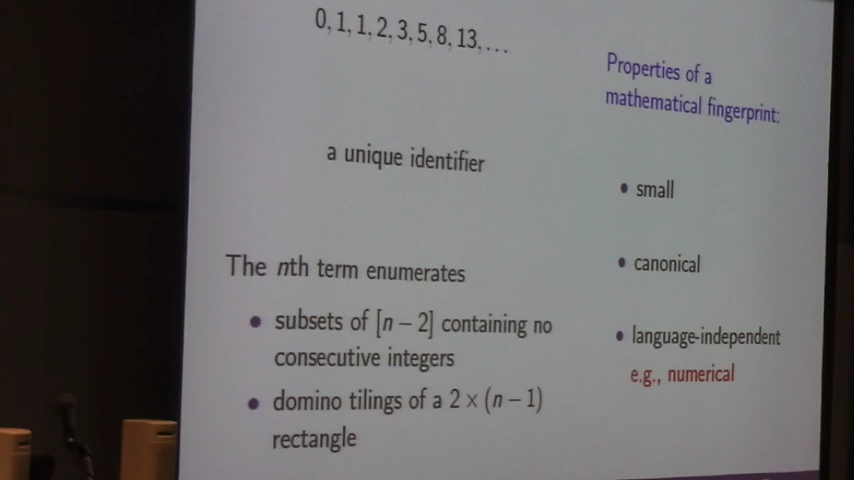 0, 1, 1, 2, 3, 5, 8, 13, …
a unique identifier
The nth term enumerates
• subsets of [n − 2] containing no
consecutive integers
• domino tilings of a 2 × (n − 1)
rectangle
Properties of a
mathematical fingerprint:
• small
• canonical
• language-independent
e.g., numerical